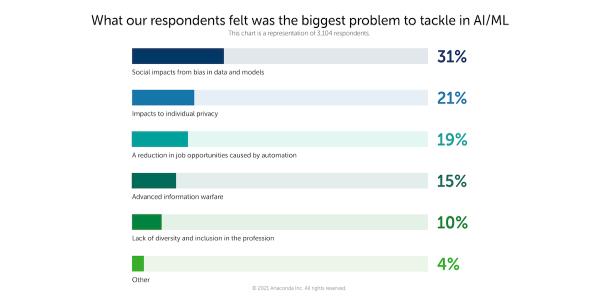 What our respondents felt was the biggest problem to tackle in AI/ML
This chart is a representation of 3,104 respondents.
31%
Social impacts from bias in data and models
21%
Impacts to individual privacy
19%
A reduction in job opportunities caused by automation
15%
Advanced information warfare
10%
Lack of diversity and inclusion in the profession
4%
Other
© 2021 Anaconda Inc. All rights reserved.